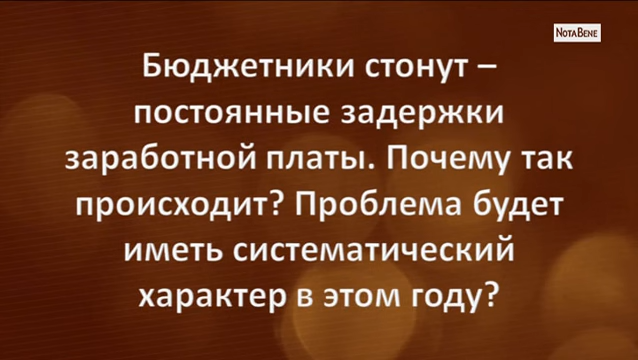 NOTABENE
Бюджетники стонут –
постоянные задержки
заработной платы. Почему так
происходит? Проблема будет
иметь систематический
характер в этом году?